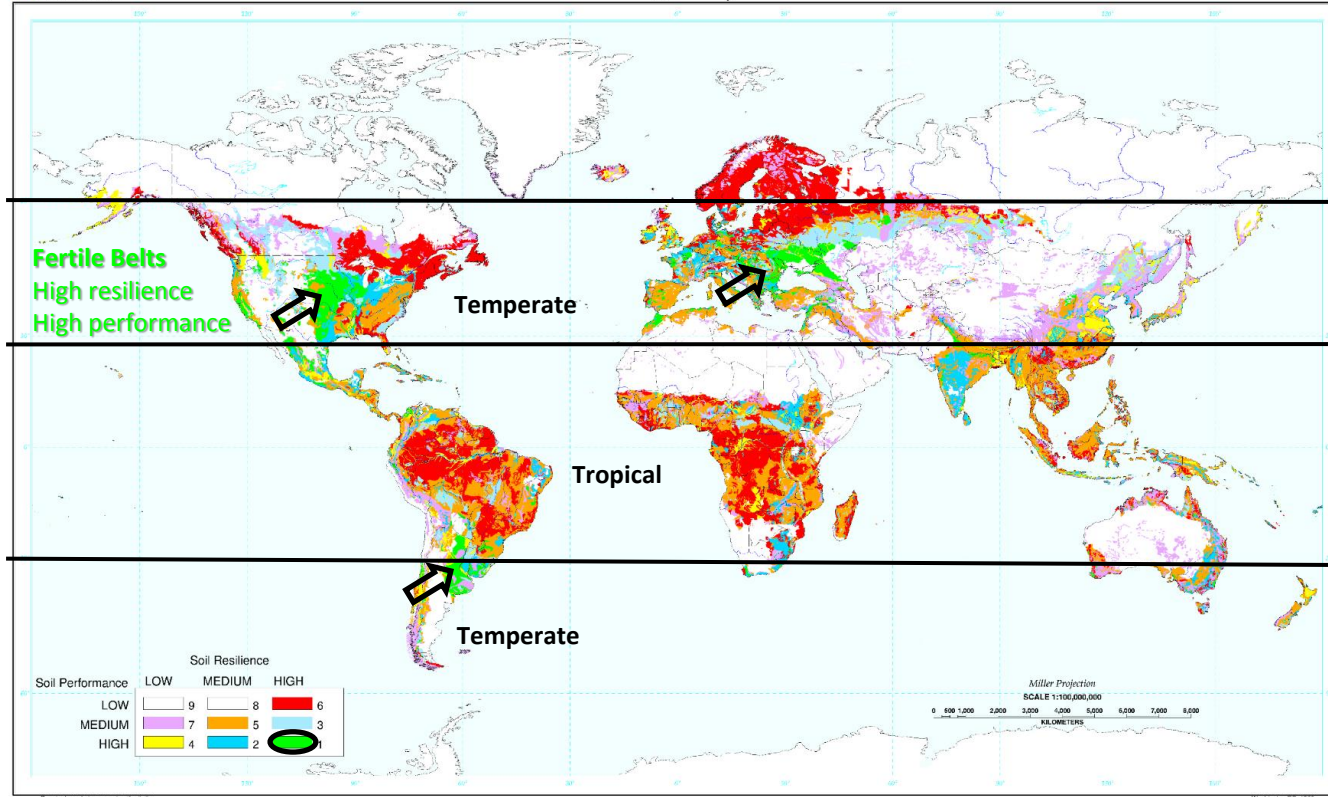 Fertile Belts
High resilience
High performance
Temperate
Tropical
Temperate
Soil Resilience
Soil Performance LOW MEDIUM HIGH
LOW 9 8 6
MEDIUM 7 5 3
HIGH 4 2 1
Miller Projection
SCALE 1:100,000,000
0 500 1,000 2,000 3,000 4,000 5,000 6,000 7,000 8,000
KILOMETERS